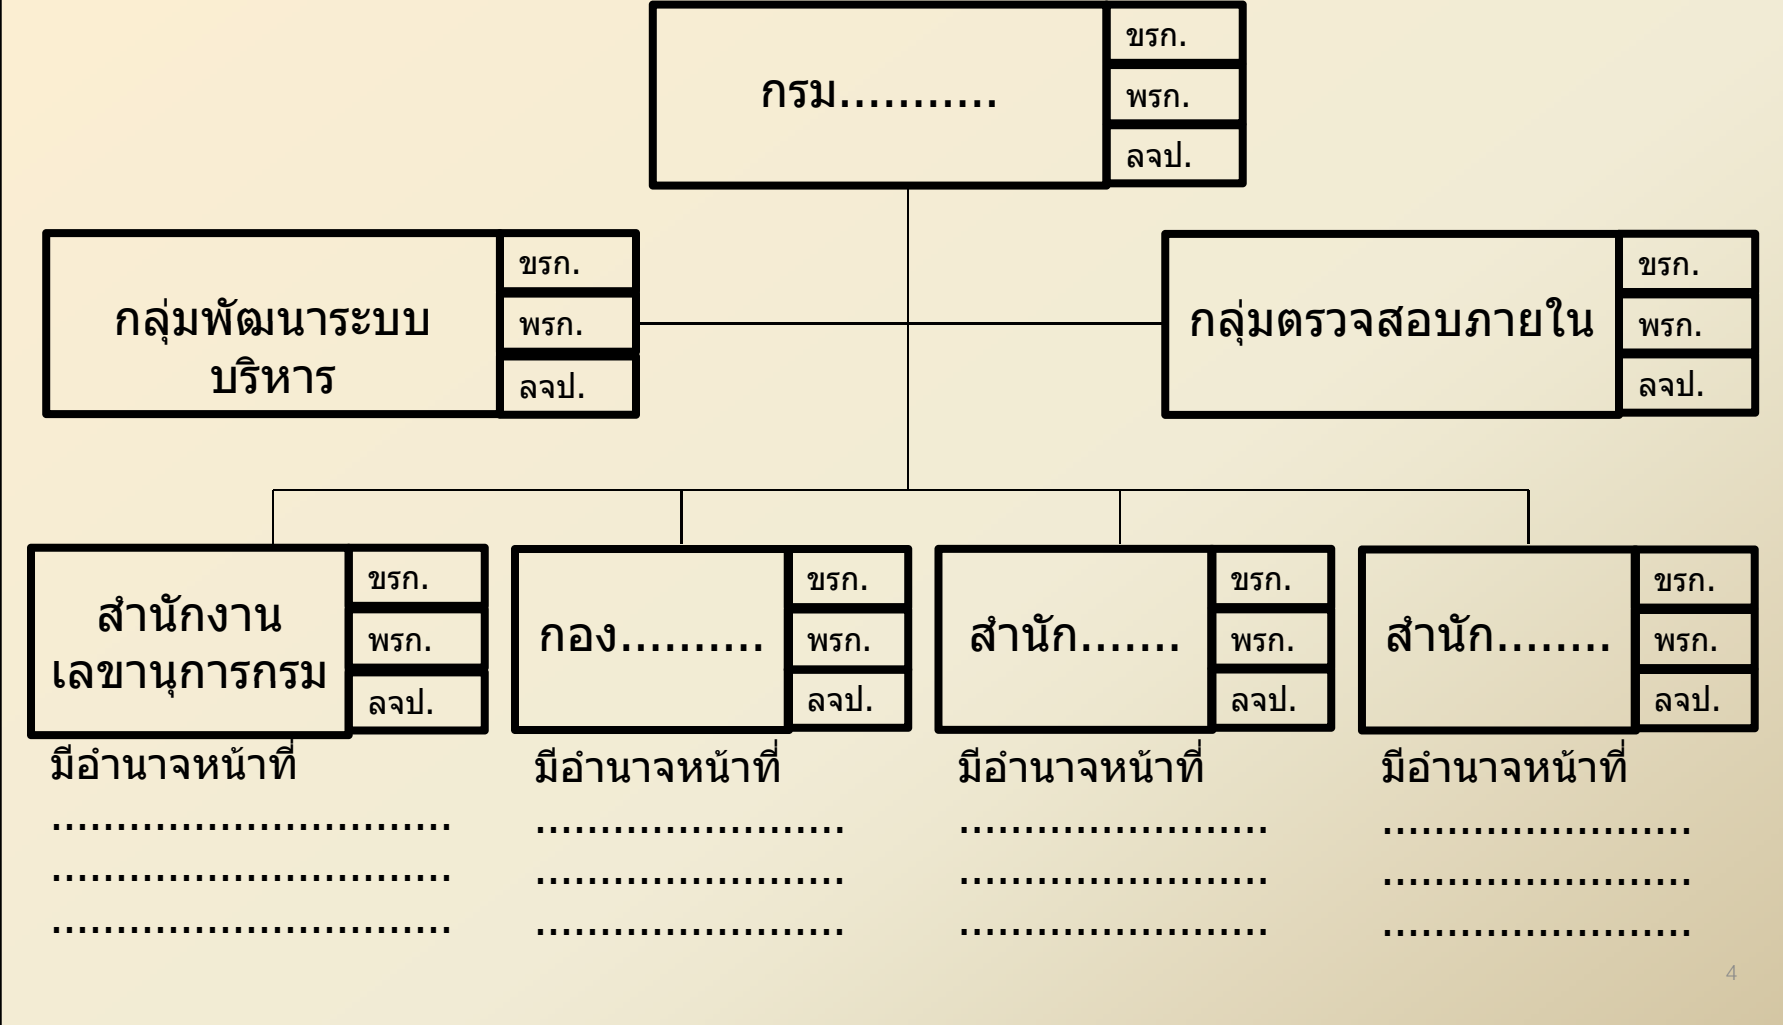 กรม...........
ขรก.
พรก.
ลจป.
กลุ่มพัฒนาระบบ
บริหาร
ขรก.
พรก.
ลจป.
กลุ่มตรวจสอบภายใน
ขรก.
พรก.
ลจป.
สำนักงาน
เลขานุการกรม
ขรก.
พรก.
ลจป.
กอง..........
ขรก.
พรก.
ลจป.
สำนัก.......
ขรก.
พรก.
ลจป.
สำนัก........
ขรก.
พรก.
ลจป.
มีอำนาจหน้าที่
...............................
...............................
...............................
มีอำนาจหน้าที่
........................
........................
........................
มีอำนาจหน้าที่
........................
........................
........................
มีอำนาจหน้าที่
........................
........................
........................
4